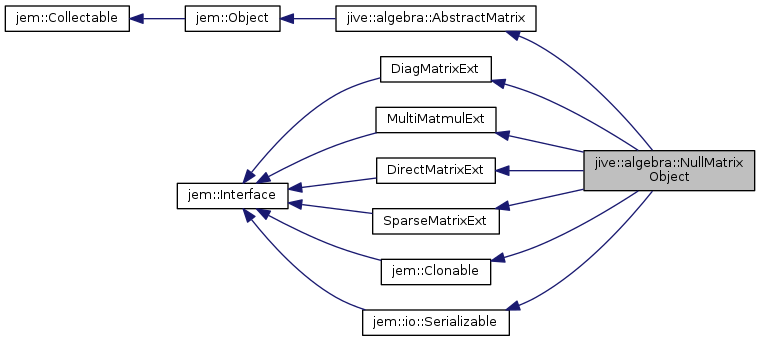 jem::Collectable
jem::Object
jive::algebra::AbstractMatrix
DiagMatrixExt
MultiMatmulExt
DirectMatrixExt
jive::algebra::NullMatrix
Object
jem::Interface
SparseMatrixExt
jem::Clonable
jem::io::Serializable